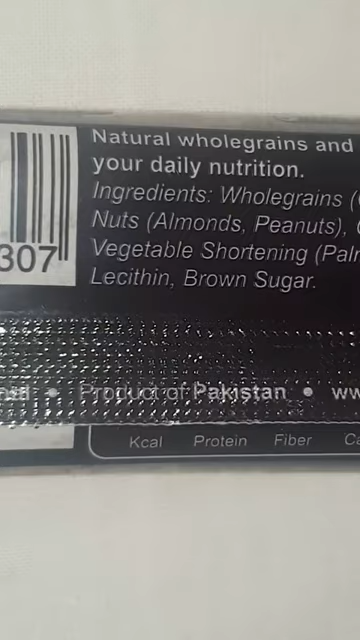 Natural wholegrains and
your daily nutrition.
Ingredients: Wholegrains (
Nuts (Almonds, Peanuts),
307
Vegetable Shortening (Palm
Lecithin, Brown Sugar.
• Product of Pakistan • ww
Kcal Protein Fiber Ca